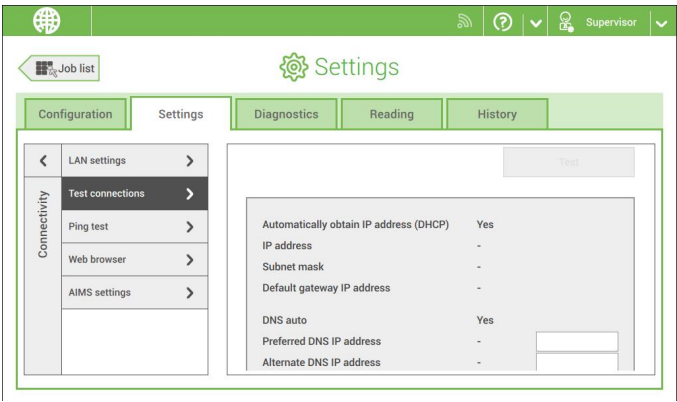 Supervisor
Job list
Settings
Configuration
Settings
Diagnostics
Reading
History
Connectivity
LAN settings
Test connections
Ping test
Web browser
AIMS settings
Test
Automatically obtain IP address (DHCP) Yes
IP address -
Subnet mask -
Default gateway IP address -
DNS auto Yes
Preferred DNS IP address -
Alternate DNS IP address -